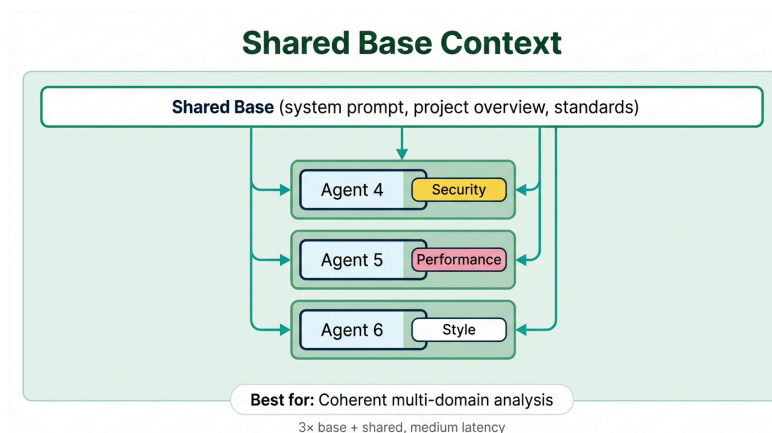 Shared Base Context
Shared Base (system prompt, project overview, standards)
Agent 4
Security
Agent 5
Performance
Agent 6
Style
Best for: Coherent multi-domain analysis
3× base + shared, medium latency